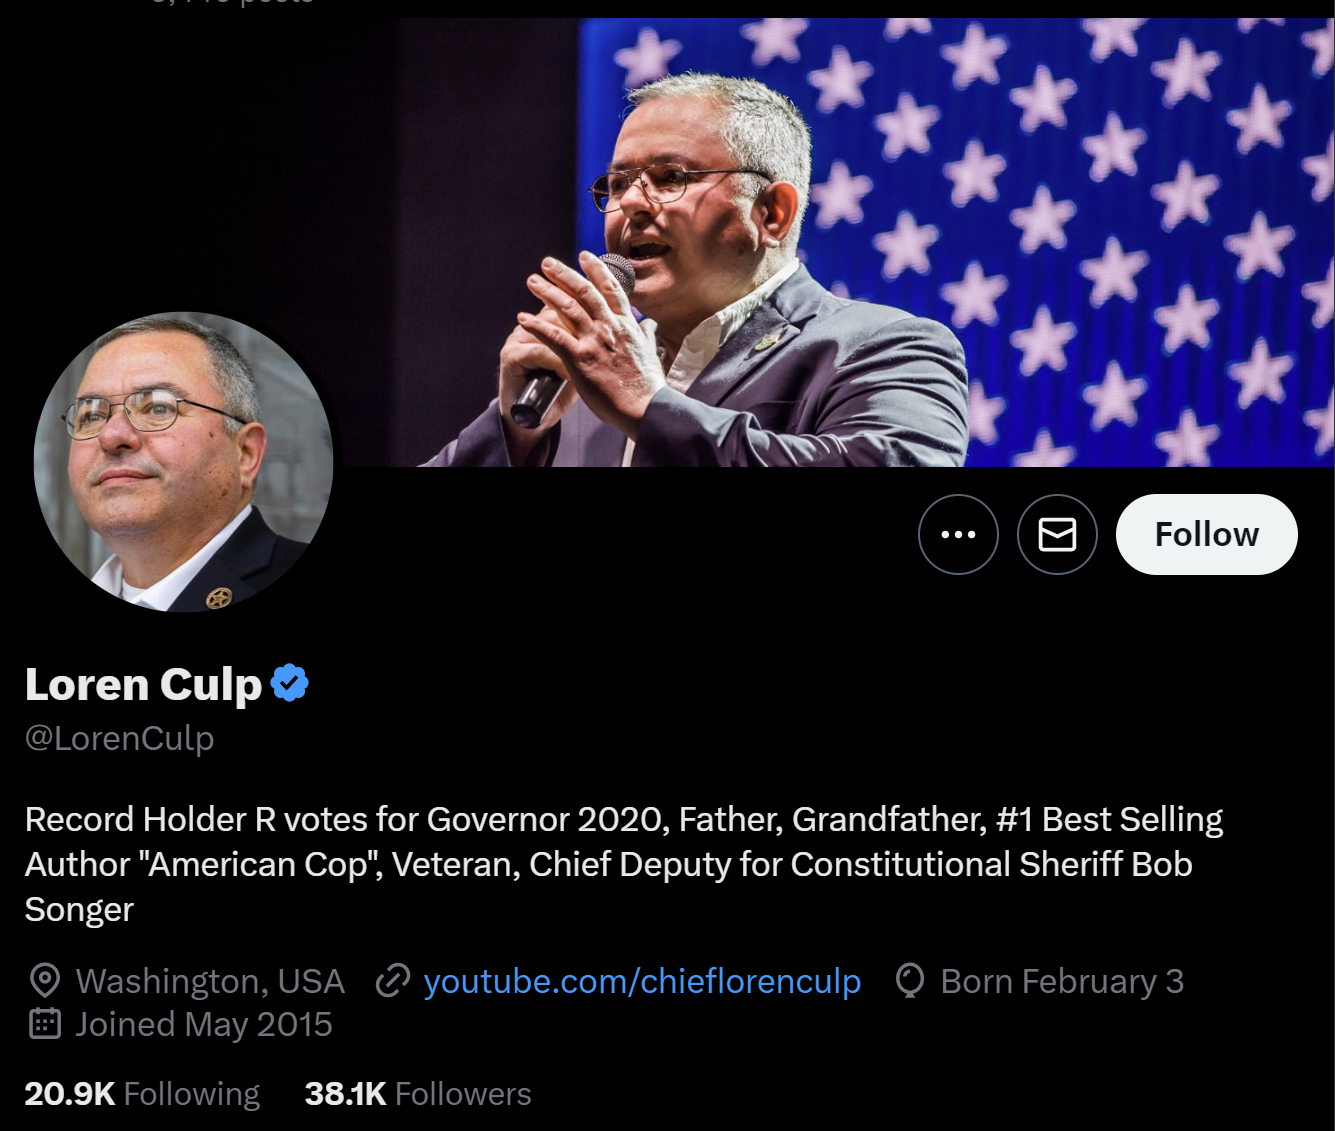 posts
Follow
Loren Culp
@LorenCulp
Record Holder R votes for Governor 2020, Father, Grandfather, #1 Best Selling
Author "American Cop", Veteran, Chief Deputy for Constitutional Sheriff Bob
Songer
Washington, USA youtube.com/chieflorenculp Born February 3
Joined May 2015
20.9K Following 38.1K Followers